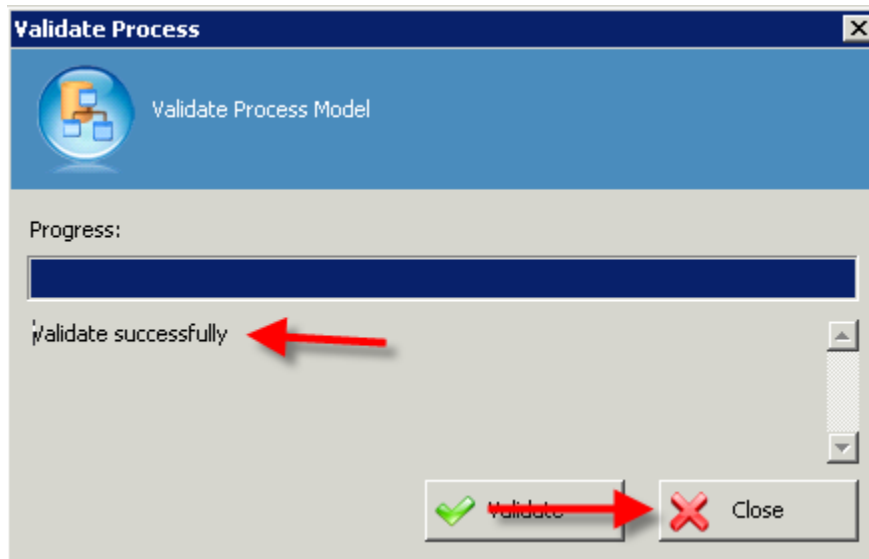 Validate Process
Validate Process Model
Progress:
Validate successfully
Validate
Close